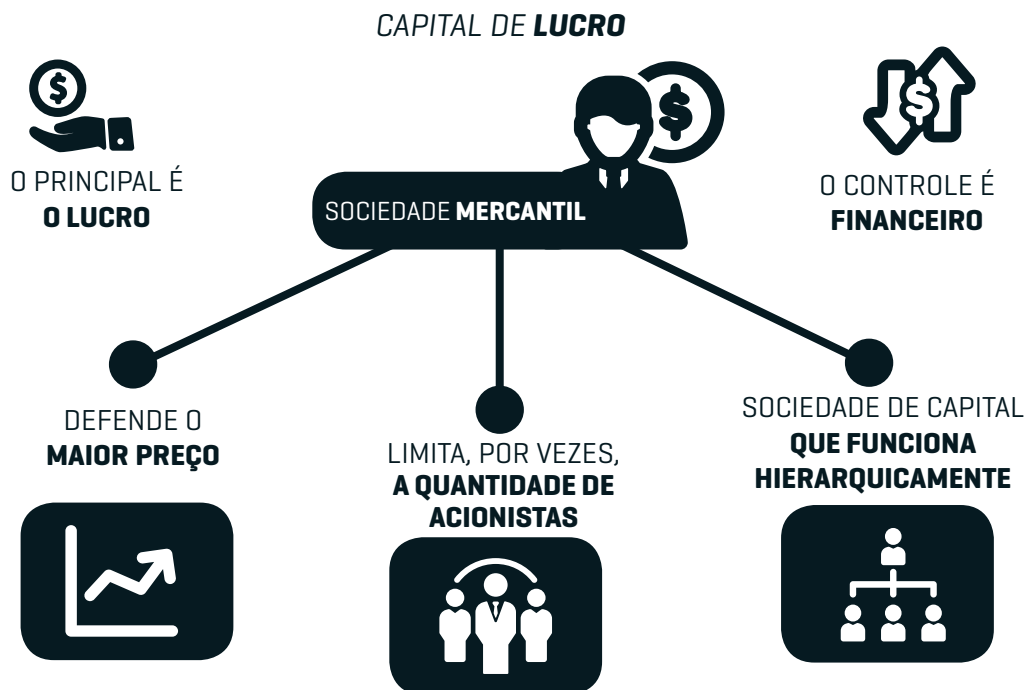 CAPITAL DE LUCRO
$
$
$
O PRINCIPAL É
O LUCRO
SOCIEDADE MERCANTIL
O CONTROLE É
FINANCEIRO
DEFENDE O
MAIOR PREÇO
LIMITA, POR VEZES,
A QUANTIDADE DE
ACIONISTAS
SOCIEDADE DE CAPITAL
QUE FUNCIONA
HIERARQUICAMENTE